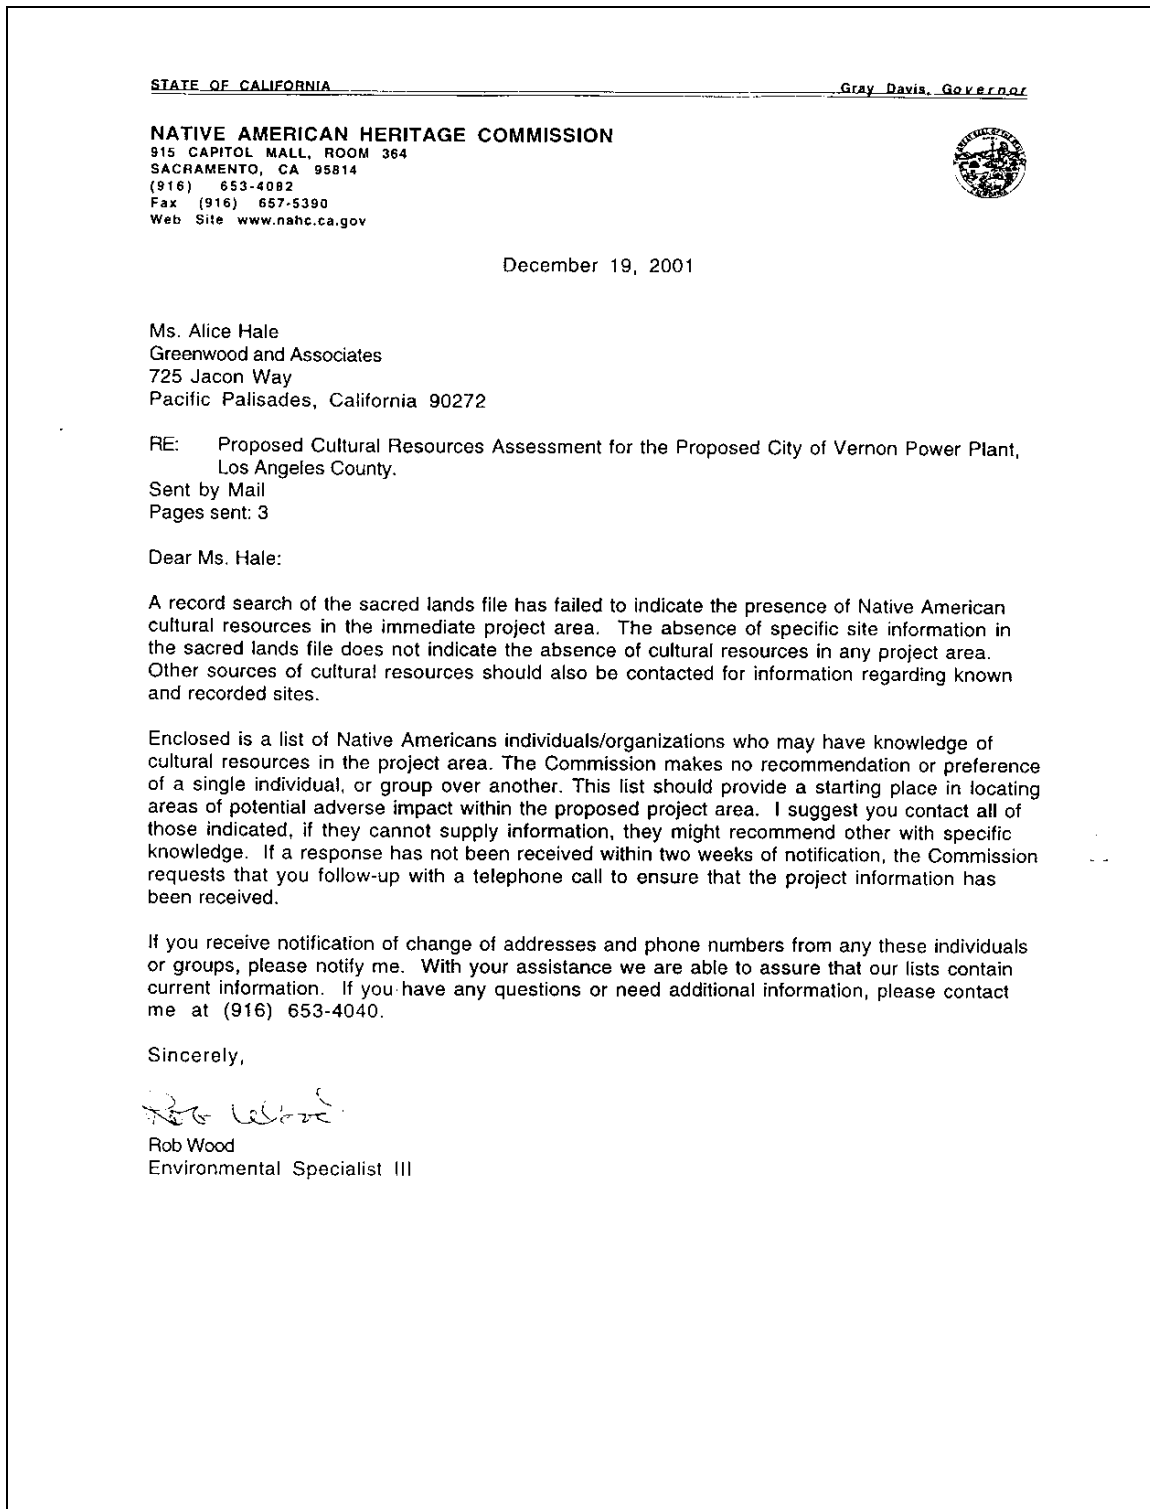 STATE OF CALIFORNIA Gray Davis, Governor
NATIVE AMERICAN HERITAGE COMMISSION
915 CAPITOL MALL, ROOM 364
SACRAMENTO, CA 95814
(916) 653-4082
Fax (916) 657-5390
Web Site www.nahc.ca.gov
December 19, 2001
Ms. Alice Hale
Greenwood and Associates
725 Jacon Way
Pacific Palisades, California 90272
RE: Proposed Cultural Resources Assessment for the Proposed City of Vernon Power Plant,
Los Angeles County.
Sent by Mail
Pages sent: 3
Dear Ms. Hale:
A record search of the sacred lands file has failed to indicate the presence of Native American
cultural resources in the immediate project area. The absence of specific site information in
the sacred lands file does not indicate the absence of cultural resources in any project area.
Other sources of cultural resources should also be contacted for information regarding known
and recorded sites.
Enclosed is a list of Native Americans individuals/organizations who may have knowledge of
cultural resources in the project area. The Commission makes no recommendation or preference
of a single individual, or group over another. This list should provide a starting place in locating
areas of potential adverse impact within the proposed project area. I suggest you contact all of
those indicated, if they cannot supply information, they might recommend other with specific
knowledge. If a response has not been received within two weeks of notification, the Commission
requests that you follow-up with a telephone call to ensure that the project information has
been received.
If you receive notification of change of addresses and phone numbers from any these individuals
or groups, please notify me. With your assistance we are able to assure that our lists contain
current information. If you have any questions or need additional information, please contact
me at (916) 653-4040.
Sincerely,
Rob Wood
Rob Wood
Environmental Specialist III